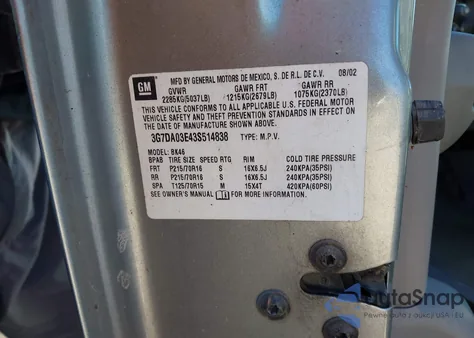 GM
MFD BY GENERAL MOTORS DE MEXICO, S. DE R.L. DE C.V. 08/02
GVWR GAWR FRT GAWR RR
2285KG(5037LB) 1215KG(2679LB) 1075KG(2370LB)
THIS VEHICLE CONFORMS TO ALL APPLICABLE U.S. FEDERAL MOTOR
VEHICLE SAFETY AND THEFT PREVENTION STANDARDS IN EFFECT ON
THE DATE OF MANUFACTURE SHOWN ABOVE.
3G7DA03E43S514838 TYPE: M.P.V.
MODEL: BK46
BPAB TIRE SIZE SPEED RTG RIM COLD TIRE PRESSURE
FRT P215/70R16 S 16X6.5J 240KPA(35PSI)
RR P215/70R16 S 16X6.5J 240KPA(35PSI)
SPA T125/70R15 M 15X4T 420KPA(60PSI)
SEE OWNER'S MANUAL FOR MORE INFORMATION.
AutaSnap